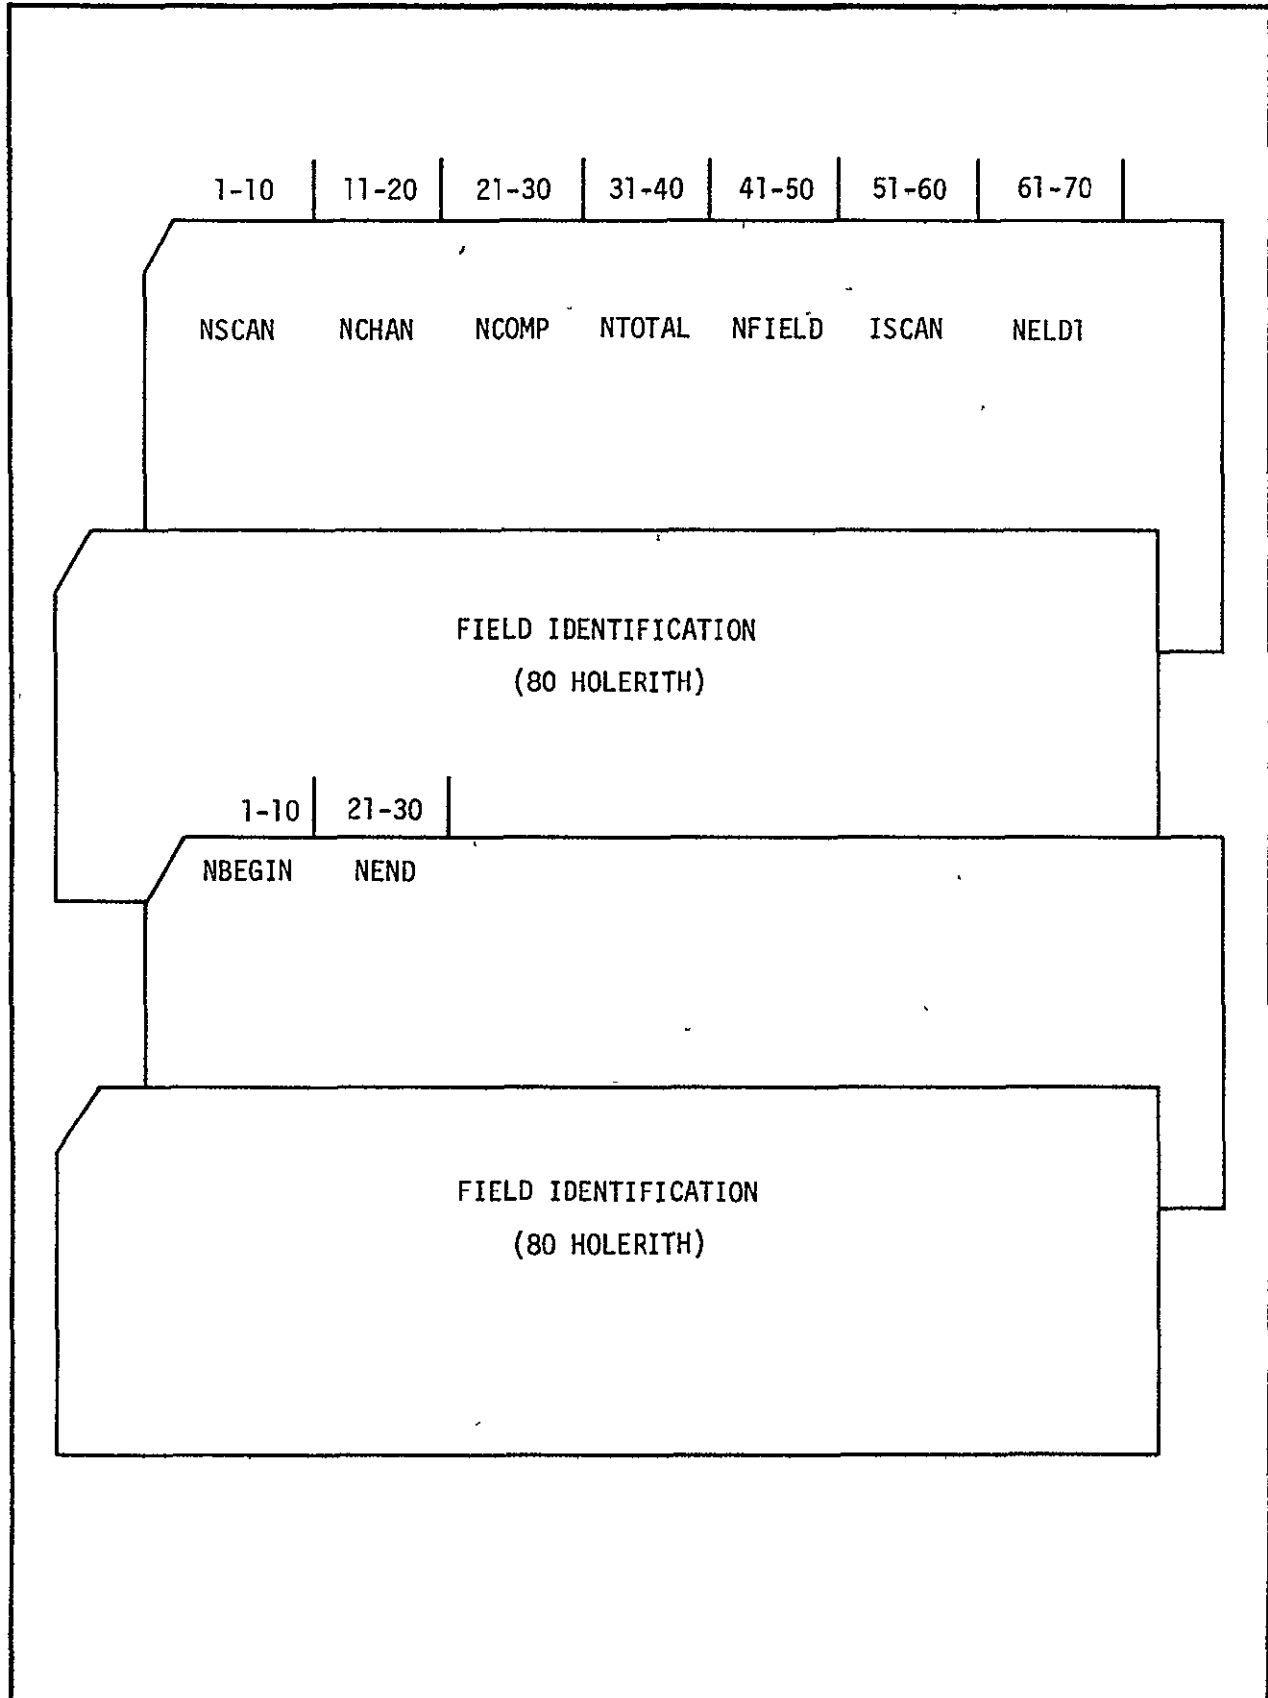 1-10 11-20 21-30 31-40 41-50 51-60 61-70
NSCAN NCHAN NCOMP NTOTAL NFIELD ISCAN NELD1
FIELD IDENTIFICATION
(80 HOLERITH)
1-10 21-30
NBEGIN NEND
FIELD IDENTIFICATION
(80 HOLERITH)